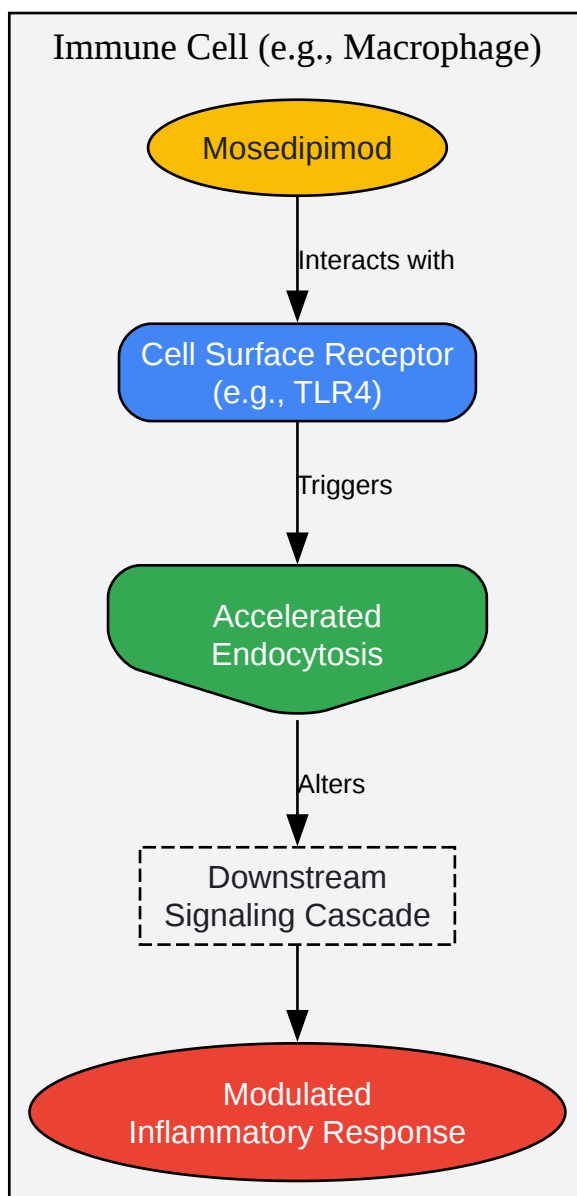 Immune Cell (e.g., Macrophage)
Mosedipimod
Interacts with
Cell Surface Receptor
(e.g., TLR4)
Triggers
Accelerated
Endocytosis
Alters
Downstream
Signaling Cascade
Modulated
Inflammatory Response